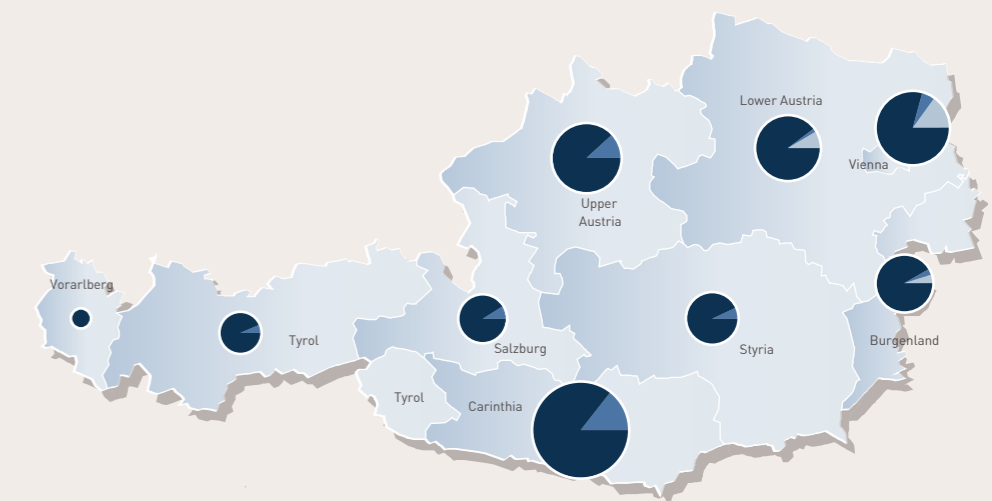 Lower Austria
Vienna
Upper
Austria
Vorarlberg
Tyrol
Salzburg
Styria
Burgenland
Tyrol
Carinthia